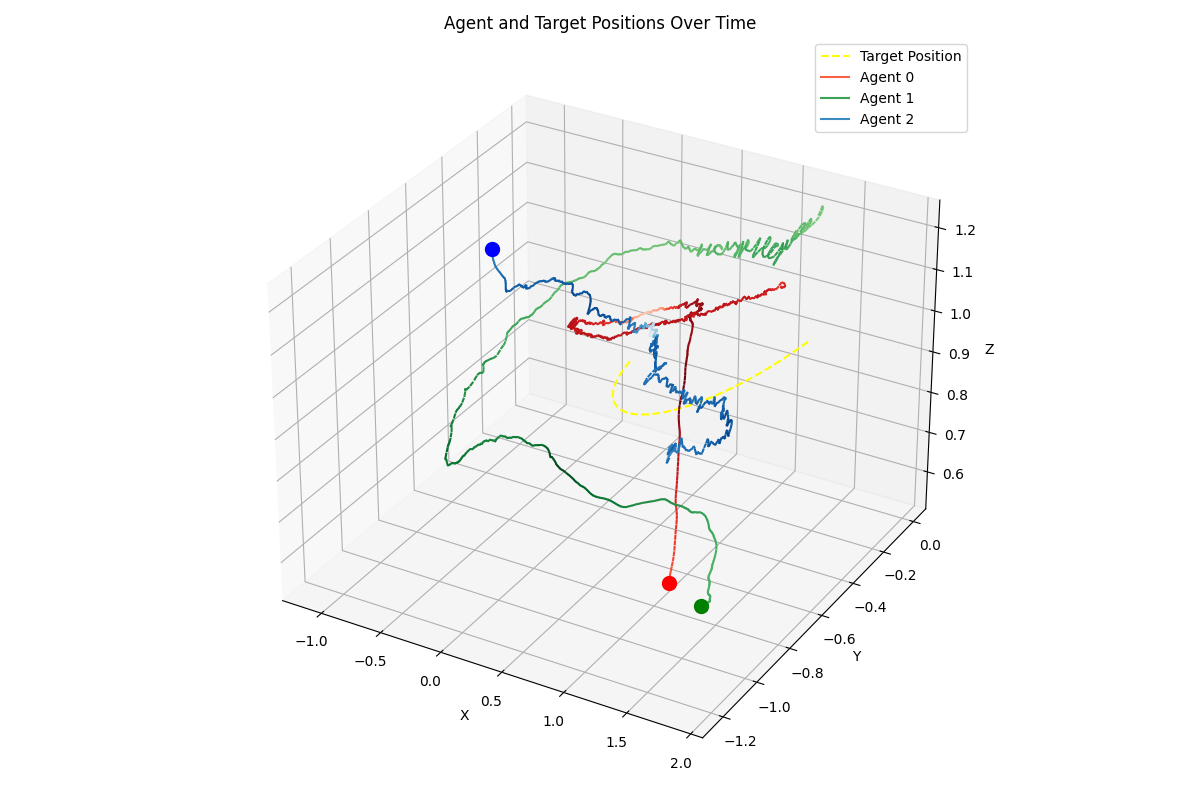 Agent and Target Positions Over Time
Target Position
Agent 0
Agent 1
Agent 2
1.2
1.1
1.0
0.9
0.8
0.7
0.6
Z
0.0
−0.2
−0.4
−0.6
−0.8
−1.0
−1.2
Y
−1.0
−0.5
0.0
0.5
1.0
1.5
2.0
X